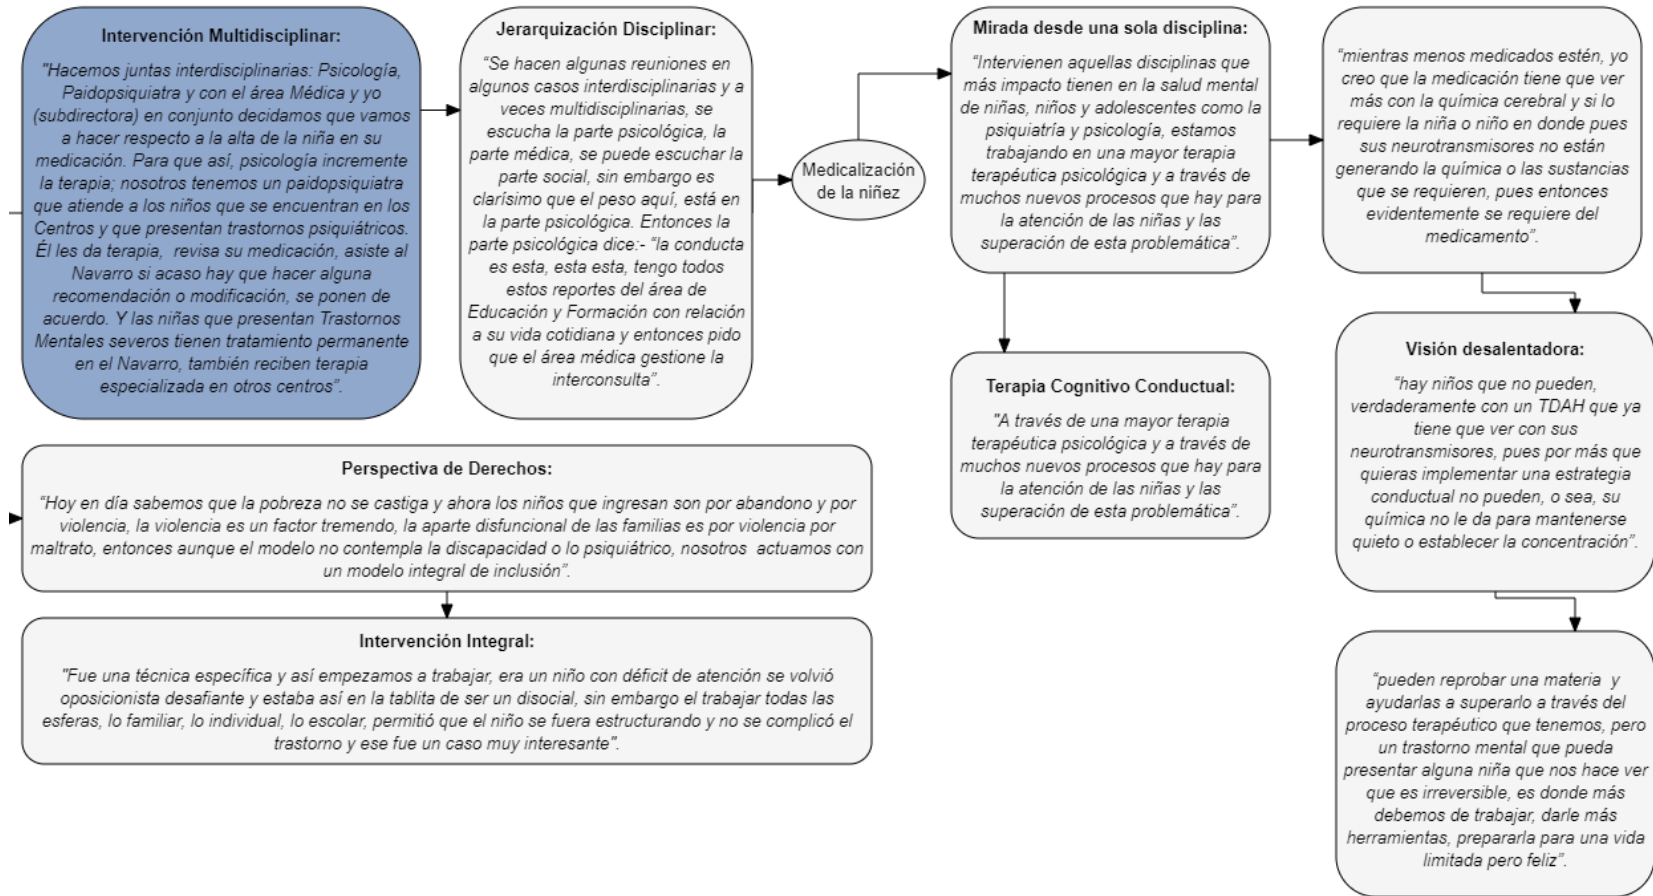 Intervención Multidisciplinar:
"Hacemos juntas interdisciplinarias: Psicología,
Paidopsiquiatra y con el área Médica y yo
(subdirectora) en conjunto decidamos que vamos
a hacer respecto a la alta de la niña en su
medicación. Para que así, psicología incremente
la terapia; nosotros tenemos un paidopsiquiatra
que atiende a los niños que se encuentran en los
Centros y que presentan trastornos psiquiátricos.
Él les da terapia, revisa su medicación, asiste al
Navarro si acaso hay que hacer alguna
recomendación o modificación, se ponen de
acuerdo. Y las niñas que presentan Trastornos
Mentales severos tienen tratamiento permanente
en el Navarro, también reciben terapia
especializada en otros centros”.
Jerarquización Disciplinar:
“Se hacen algunas reuniones en
algunos casos interdisciplinarias y a
veces multidisciplinarias, se
escucha la parte psicológica, la
parte médica, se puede escuchar la
parte social, sin embargo es
clarísimo que el peso aquí, está en
la parte psicológica. Entonces la
parte psicológica dice:- “la conducta
es esta, esta esta, tengo todos
estos reportes del área de
Educación y Formación con relación
a su vida cotidiana y entonces pido
que el área médica gestione la
interconsulta”.
Medicalización
de la niñez
Mirada desde una sola disciplina:
“Intervienen aquellas disciplinas que
más impacto tienen en la salud mental
de niñas, niños y adolescentes como la
psiquiatría y psicología, estamos
trabajando en una mayor terapia
terapéutica psicológica y a través de
muchos nuevos procesos que hay para
la atención de las niñas y las
superación de esta problemática”.
“mientras menos medicados estén, yo
creo que la medicación tiene que ver
más con la química cerebral y si lo
requiere la niña o niño en donde pues
sus neurotransmisores no están
generando la química o las sustancias
que se requieren, pues entonces
evidentemente se requiere del
medicamento”.
Terapia Cognitivo Conductual:
"A través de una mayor terapia
terapéutica psicológica y a través de
muchos nuevos procesos que hay para
la atención de las niñas y las
superación de esta problemática”.
Visión desalentadora:
“hay niños que no pueden,
verdaderamente con un TDAH que ya
tiene que ver con sus
neurotransmisores, pues por más que
quieras implementar una estrategia
conductual no pueden, o sea, su
química no le da para mantenerse
quieto o establecer la concentración”.
Perspectiva de Derechos:
“Hoy en día sabemos que la pobreza no se castiga y ahora los niños que ingresan son por abandono y por
violencia, la violencia es un factor tremendo, la aparte disfuncional de las familias es por violencia por
maltrato, entonces aunque el modelo no contempla la discapacidad o lo psiquiátrico, nosotros actuamos con
un modelo integral de inclusión”.
Intervención Integral:
"Fue una técnica específica y así empezamos a trabajar, era un niño con déficit de atención se volvió
oposicionista desafiante y estaba así en la tablita de ser un disocial, sin embargo el trabajar todas las
esferas, lo familiar, lo individual, lo escolar, permitió que el niño se fuera estructurando y no se complicó el
trastorno y ese fue un caso muy interesante".
“pueden reprobar una materia y
ayudarlas a superarlo a través del
proceso terapéutico que tenemos, pero
un trastorno mental que pueda
presentar alguna niña que nos hace ver
que es irreversible, es donde más
debemos de trabajar, darle más
herramientas, prepararla para una vida
limitada pero feliz”.